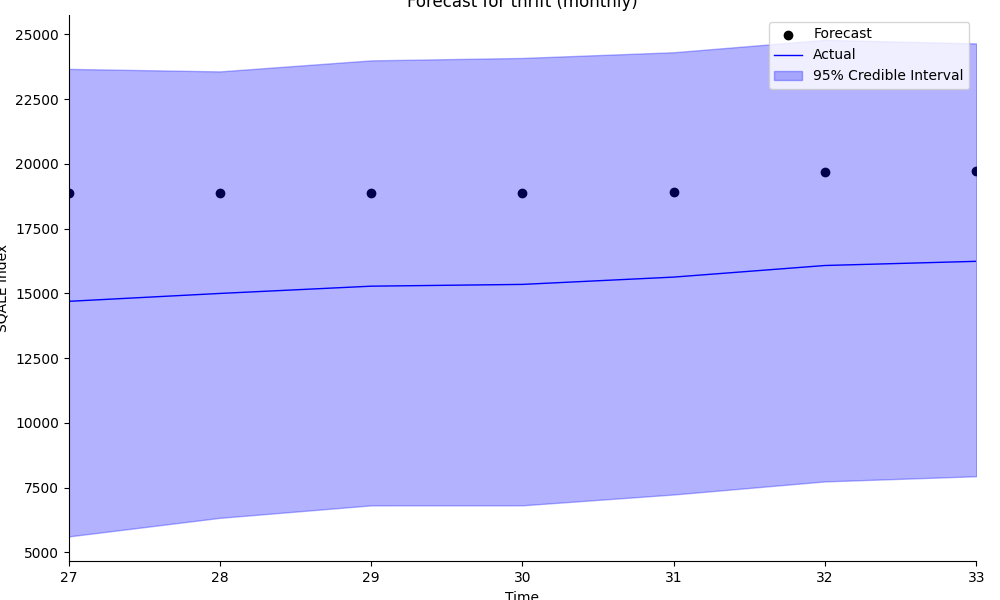 Forecast for thrift (monthly)
Forecast
Actual
95% Credible Interval
25000
22500
20000
17500
15000
12500
10000
7500
5000
SQALE Index
27 28 29 30 31 32 33
Time